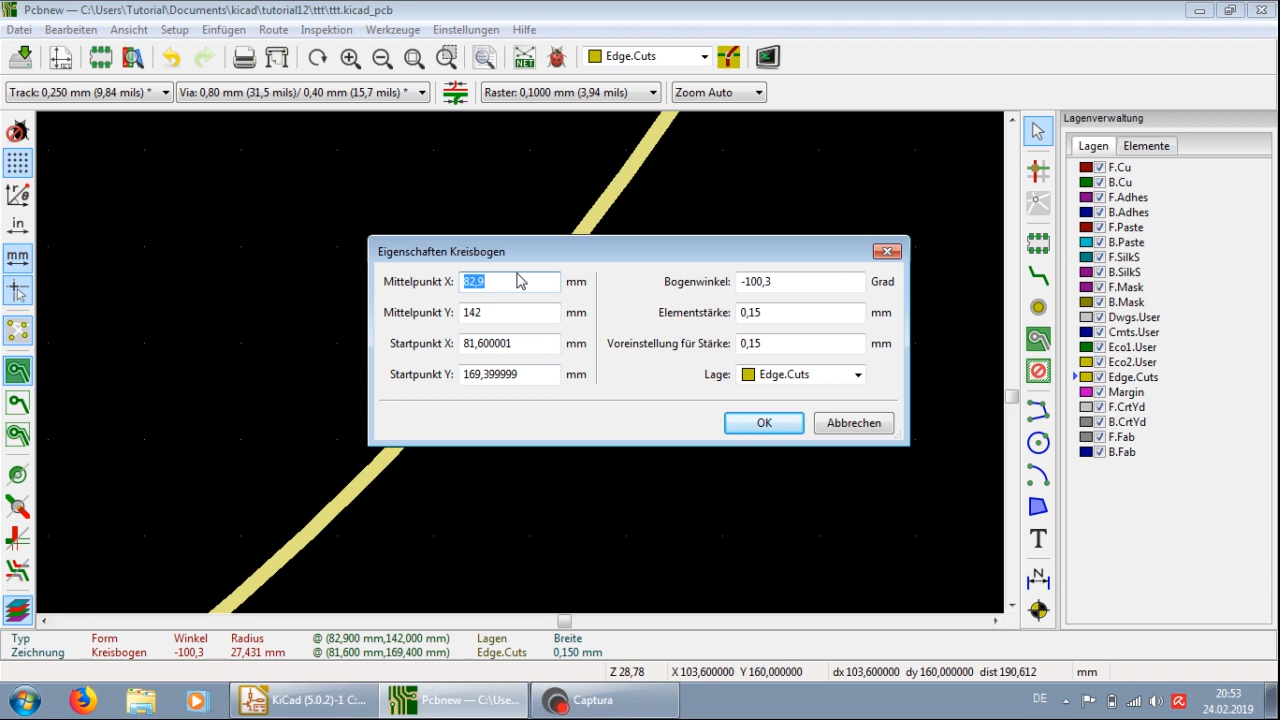 Pcbnew — C:\Users\Tutorial\Documents\kicad\tutorial12\ttt\ttt.kicad_pcb
Datei Bearbeiten Ansicht Setup Einfügen Route Inspektion Werkzeuge Einstellungen Hilfe
NET Edge.Cuts
Track: 0,250 mm (9,84 mils) * Via: 0,80 mm (31,5 mils)/ 0,40 mm (15,7 mils) * Raster: 0,1000 mm (3,94 mils) Zoom Auto
Lagenverwaltung
Lagen Elemente
F.Cu
B.Cu
F.Adhes
B.Adhes
F.Paste
B.Paste
F.SilkS
B.SilkS
F.Mask
B.Mask
Dwgs.User
Cmts.User
Eco1.User
Eco2.User
Edge.Cuts
Margin
F.CrtYd
B.CrtYd
F.Fab
B.Fab
in
mm
Eigenschaften Kreisbogen
Mittelpunkt X: 82,9 mm Bogenwinkel: -100,3 Grad
Mittelpunkt Y: 142 mm Elementstärke: 0,15 mm
Startpunkt X: 81,600001 mm Voreinstellung für Stärke: 0,15 mm
Startpunkt Y: 169,399999 mm Lage: Edge.Cuts
OK Abbrechen
T
N
Typ Form Winkel Radius @ (82,900 mm,142,000 mm) Lagen Breite
Zeichnung Kreisbogen -100,3 27,431 mm @ (81,600 mm,169,400 mm) Edge.Cuts 0,150 mm
Z 28,78 X 103,600000 Y 160,000000 dx 103,600000 dy 160,000000 dist 190,612 mm
KiCad (5.0.2)-1 C:... Pcbnew — C:\Use... Captura DE 20:53
24.02.2019